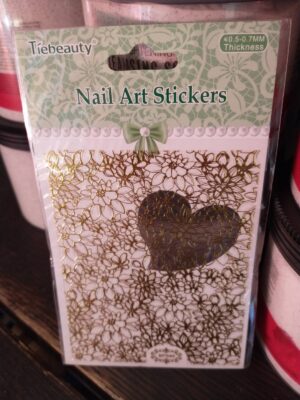 Tiebeauty
≤0.5-0.7MM
Thickness
Nail Art Stickers